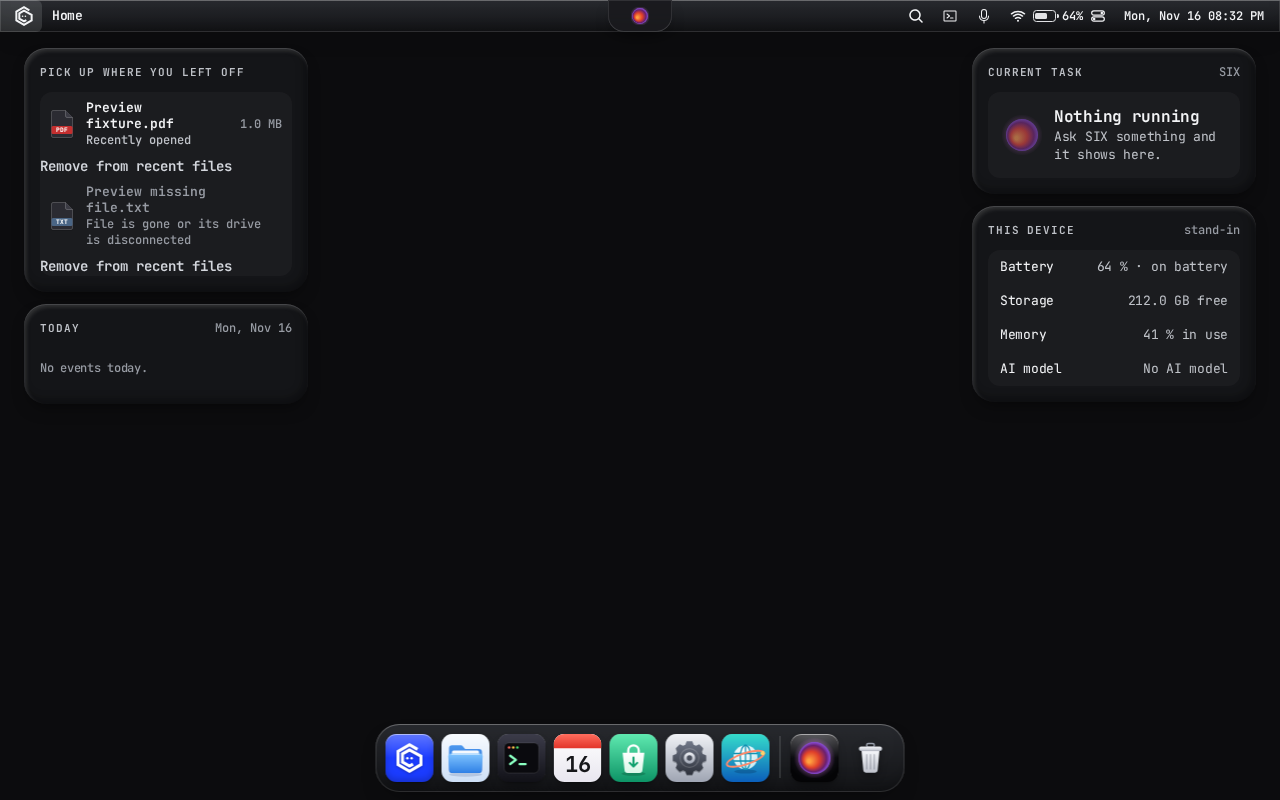 Home
64%
Mon, Nov 16 08:32 PM
PICK UP WHERE YOU LEFT OFF
Preview
fixture.pdf
1.0 MB
PDF
Recently opened
Remove from recent files
Preview missing
file.txt
TXT
File is gone or its drive
is disconnected
Remove from recent files
TODAY
Mon, Nov 16
No events today.
CURRENT TASK
SIX
Nothing running
Ask SIX something and
it shows here.
THIS DEVICE
stand-in
Battery
64 % · on battery
Storage
212.0 GB free
Memory
41 % in use
AI model
No AI model
16